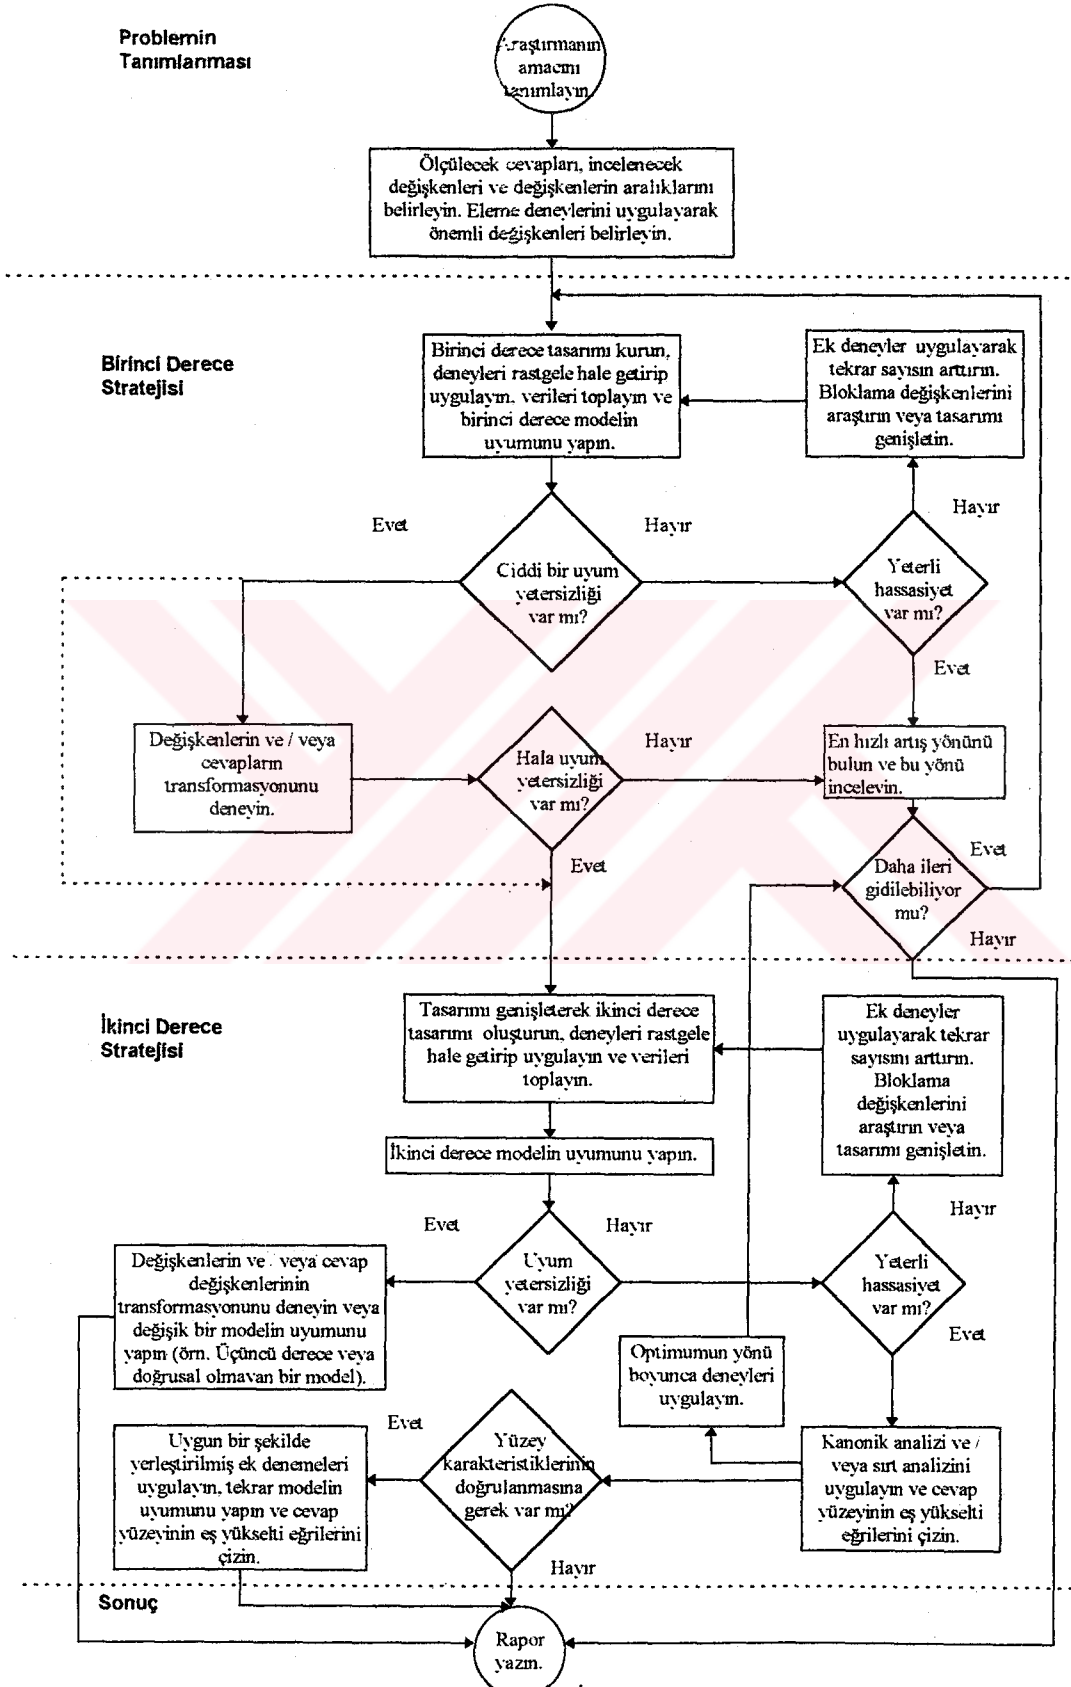 Problemin
Tanımlanması
Araştırmanın
amacını
tanımlayın
Ölçülecek cevapları, incelenecek
değişkenleri ve değişkenlerin aralıklarını
belirleyin. Eleme deneylerini uygulayarak
önemli değişkenleri belirleyin.
Birinci Derece
Stratejisi
Birinci derece tasarımı kurun,
deneyleri rastgele hale getirip
uygulayın, verileri toplayın ve
birinci derece modelin
uyumunu yapın.
Ek deneyler uygulayarak
tekrar sayısın arttırın.
Bloklama değişkenlerini
araştırın veya tasarımı
genişletin.
Evet
Hayır
Hayır
Ciddi bir uyum
yetersizliği
var mı?
Yeterli
hassasiyet
var mı?
Evet
Değişkenlerin ve / veya
cevapların
transformasyonunu
deneyin.
Hala uyum
yetersizliği
var mı?
Hayır
En hızlı artış yönünü
bulun ve bu yönü
inceleyin.
Evet
Daha ileri
gidilebiliyor
mu?
Evet
Hayır
İkinci Derece
Stratejisi
Tasarımı genişleterek ikinci derece
tasarımı oluşturun, deneyleri rastgele
hale getirip uygulayın ve verileri
toplayın.
Ek deneyler
uygulayarak tekrar
sayısını arttırın.
Bloklama
değişkenlerini
araştırın veya
tasarımı genişletin.
İkinci derece modelin uyumunu yapın.
Evet
Hayır
Hayır
Değişkenlerin ve / veya cevap
değişkenlerinin
transformasyonunu deneyin veya
değişik bir modelin uyumunu
yapın (örn. Üçüncü derece veya
doğrusal olmayan bir model).
Uyum
yetersizliği
var mı?
Yeterli
hassasiyet
var mı?
Evet
Optimumun yönü
boyunca deneyleri
uygulayın.
Evet
Uygun bir şekilde
yerleştirilmiş ek denemeleri
uygulayın, tekrar modelin
uyumunu yapın ve cevap
yüzeyinin eş yükselti eğrilerini
çizin.
Yüzey
karakteristiklerinin
doğrulanmasına
gerek var mı?
Kanonik analizi ve /
veya sırt analizini
uygulayın ve cevap
yüzeyinin eş yükselti
eğrilerini çizin.
Hayır
Sonuç
Rapor
yazın.